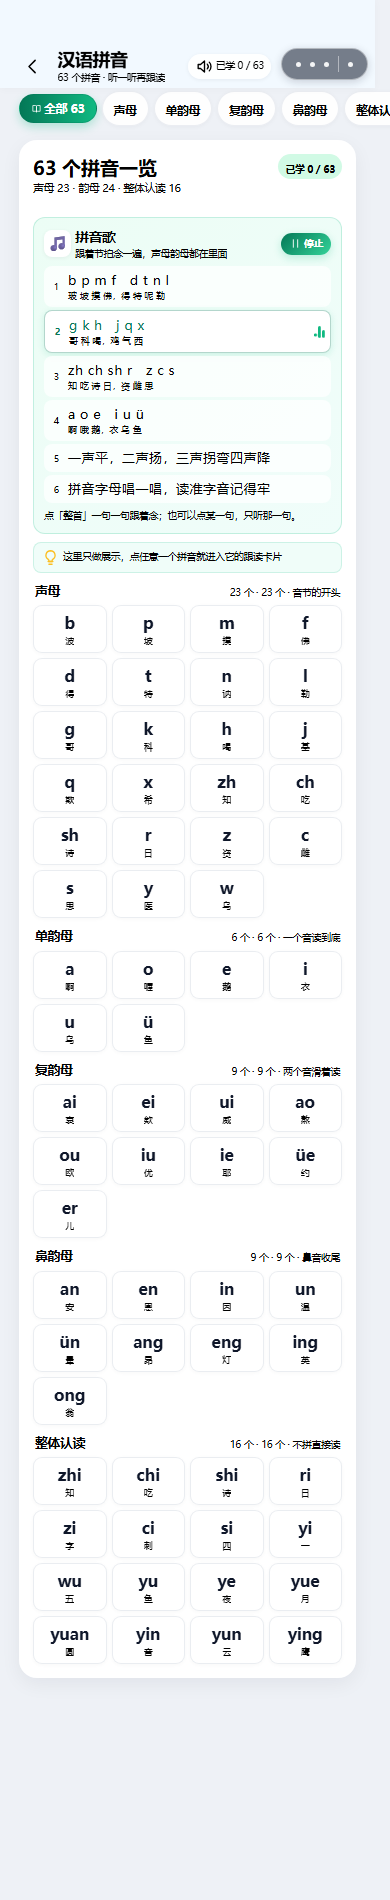 汉语拼音
63 个拼音 · 听一听再跟读
已学 0 / 63
全部 63
声母
单韵母
复韵母
鼻韵母
整体认
63 个拼音一览
声母 23 · 韵母 24 · 整体认读 16
已学 0 / 63
拼音歌
跟着节拍念一遍，声母韵母都在里面
停止
1 b p m f d t n l
玻坡摸佛, 得特呢勒
2 g k h j q x
哥科喝, 鸡气西
3 zh ch sh r z c s
知吃诗日, 资雌思
4 a o e i u ü
啊哦鹅, 衣乌鱼
5 一声平，二声扬，三声拐弯四声降
6 拼音字母唱一唱，读准字音记得牢
点「整首」一句一句跟着念；也可以点某一句，只听那一句。
这里只做展示，点任意一个拼音就进入它的跟读卡片
声母 23 个 · 23 个 · 音节的开头
b p m f
波 坡 摸 佛
d t n l
得 特 讷 勒
g k h j
哥 科 喝 基
q x zh ch
欺 希 知 吃
sh r z c
诗 日 资 雌
s y w
思 医 乌
单韵母 6 个 · 6 个 · 一个音读到底
a o e i
啊 喔 鹅 衣
u ü
乌 鱼
复韵母 9 个 · 9 个 · 两个音滑着读
ai ei ui ao
哀 欸 威 熬
ou iu ie üe
欧 优 耶 约
er
儿
鼻韵母 9 个 · 9 个 · 鼻音收尾
an en in un
安 恩 因 温
ün ang eng ing
晕 昂 灯 英
ong
翁
整体认读 16 个 · 16 个 · 不拼直接读
zhi chi shi ri
知 吃 诗 日
zi ci si yi
字 刺 四 一
wu yu ye yue
五 鱼 夜 月
yuan yin yun ying
圆 音 云 鹰